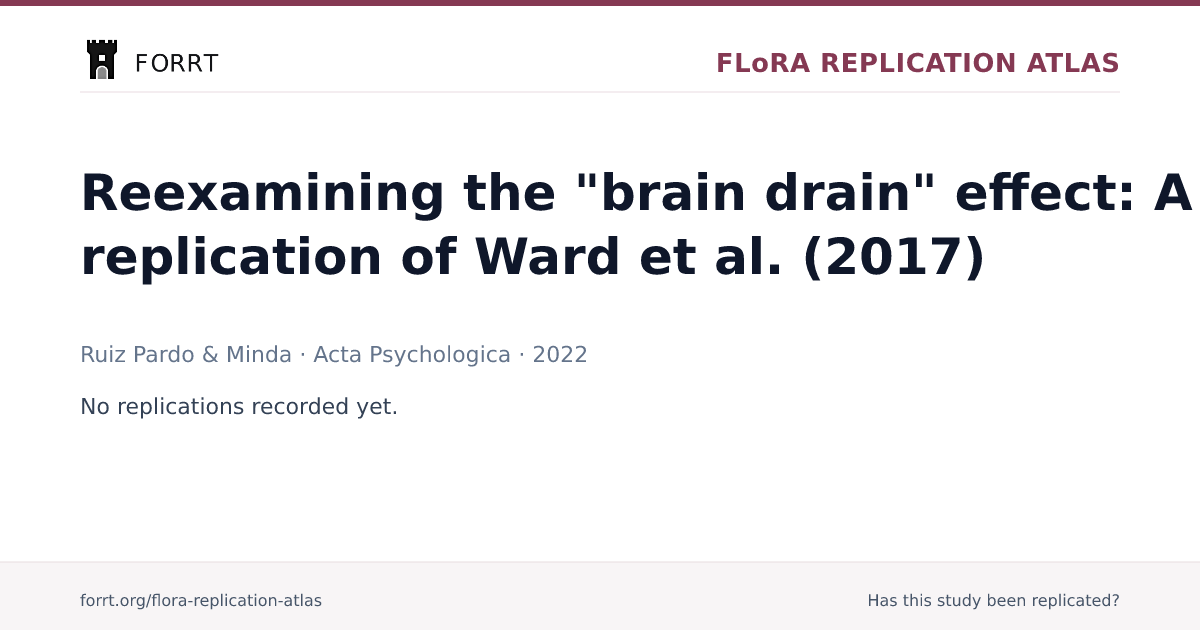 FORRT
FLoRA REPLICATION ATLAS
Reexamining the "brain drain" effect: A
replication of Ward et al. (2017)
Ruiz Pardo & Minda · Acta Psychologica · 2022
No replications recorded yet.
forrt.org/flora-replication-atlas
Has this study been replicated?